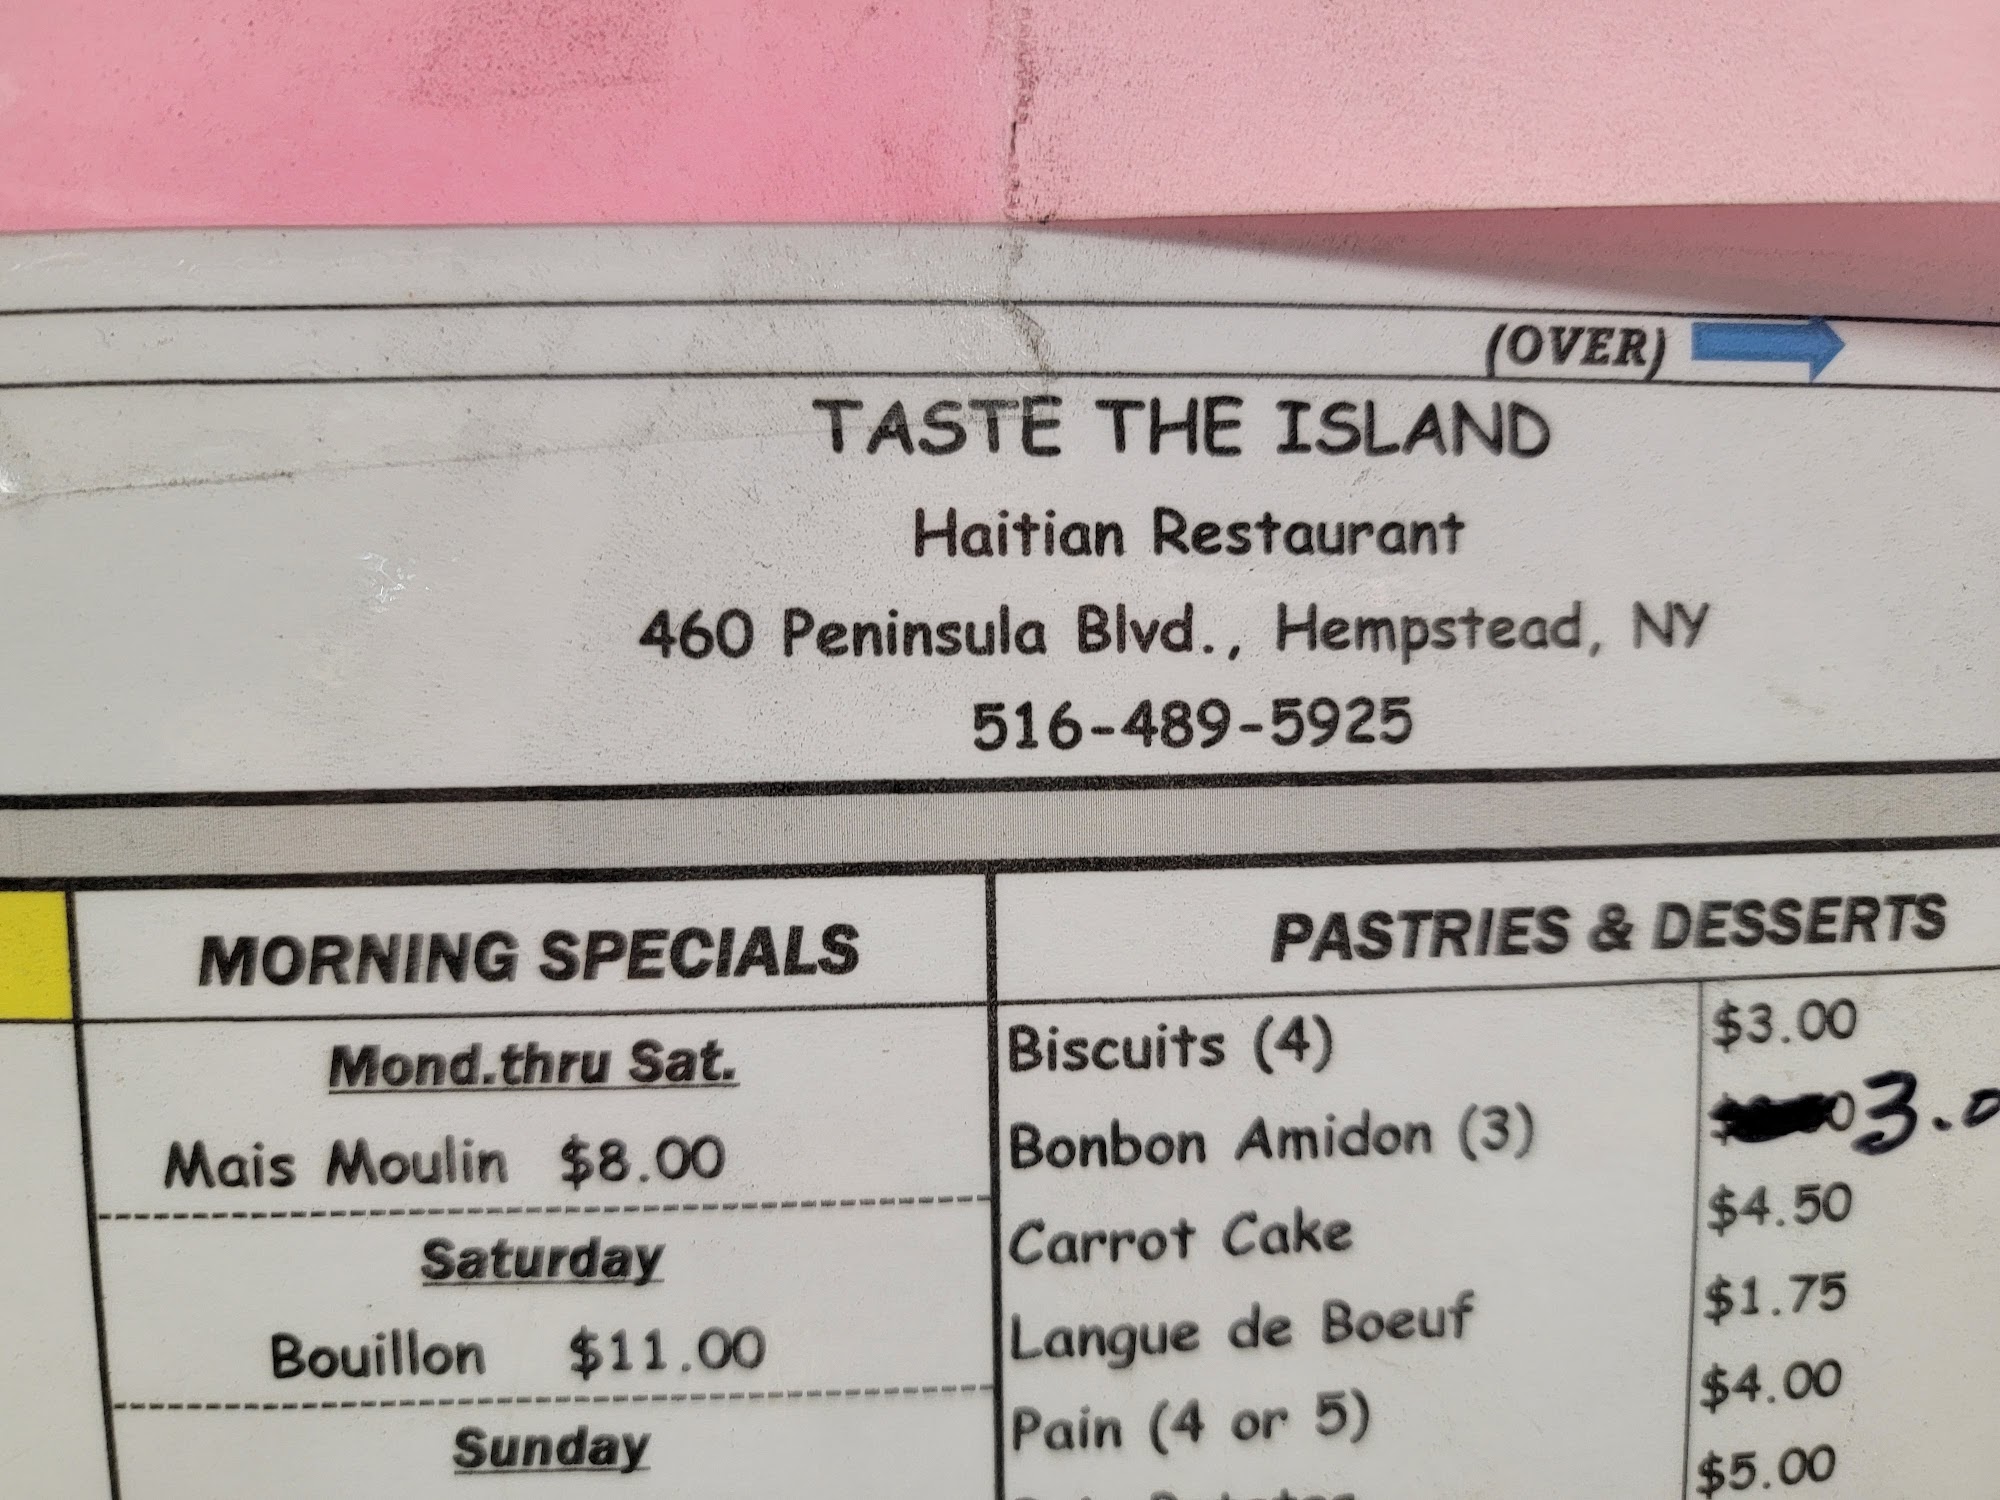 (OVER)
TASTE THE ISLAND
Haitian Restaurant
460 Peninsula Blvd., Hempstead, NY
516-489-5925
MORNING SPECIALS
Mond.thru Sat.
Mais Moulin $8.00
Saturday
Bouillon $11.00
Sunday
PASTRIES & DESSERTS
Biscuits (4) $3.00
Bonbon Amidon (3) 3.0
Carrot Cake $4.50
Langue de Boeuf $1.75
Pain (4 or 5) $4.00
$5.00